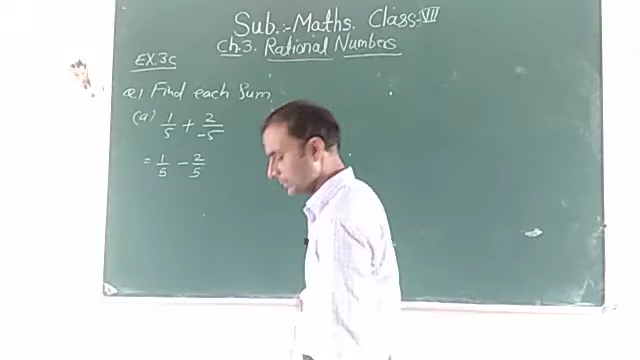 Sub.:-Maths. Class-VII
Ch.3. Rational Numbers
EX.3c
Q.1 Find each Sum
(a) 1/5 + 2/-5
= 1/5 - 2/5